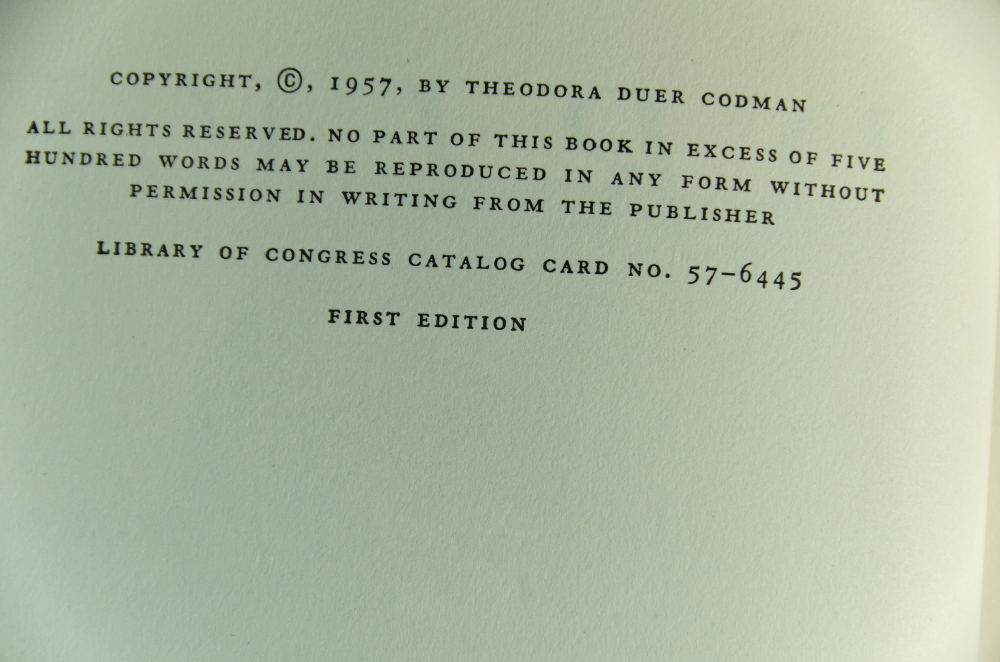 COPYRIGHT, ©, 1957, BY THEODORA DUER CODMAN
ALL RIGHTS RESERVED. NO PART OF THIS BOOK IN EXCESS OF FIVE
HUNDRED WORDS MAY BE REPRODUCED IN ANY FORM WITHOUT
PERMISSION IN WRITING FROM THE PUBLISHER
LIBRARY OF CONGRESS CATALOG CARD NO. 57–6445
FIRST EDITION